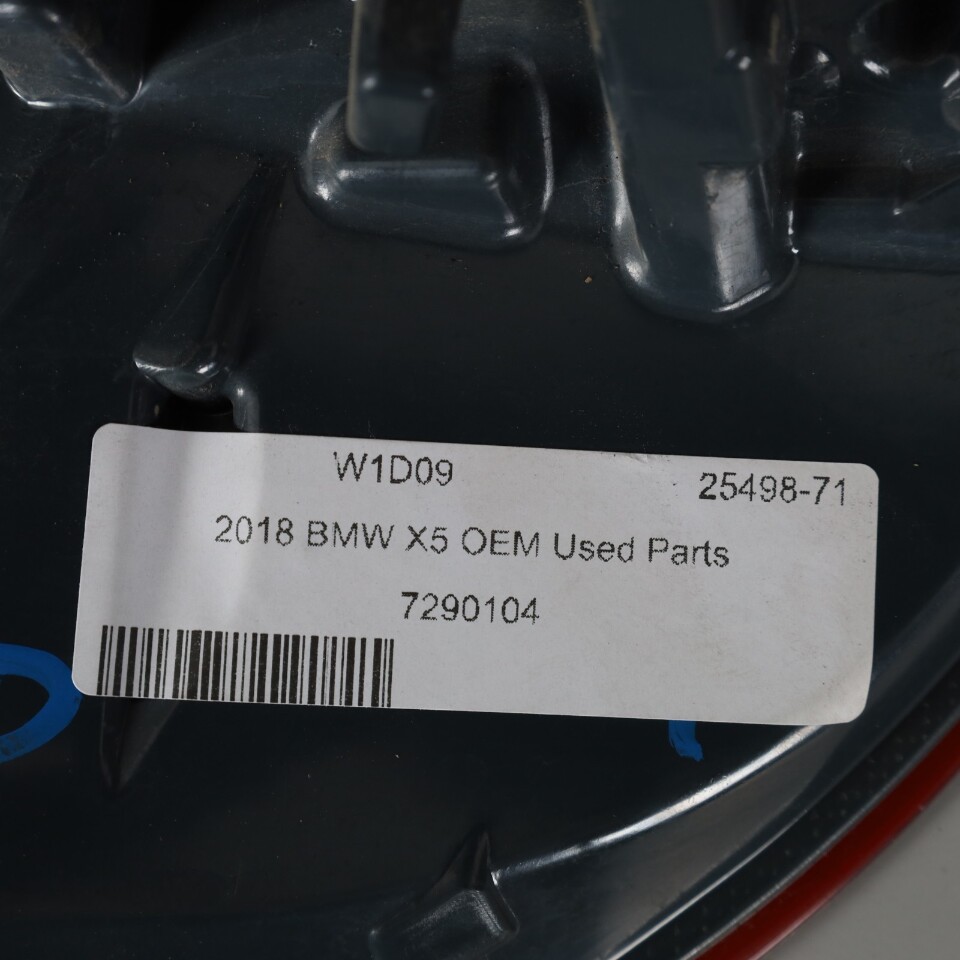 W1D09 25498-71
2018 BMW X5 OEM Used Parts
7290104